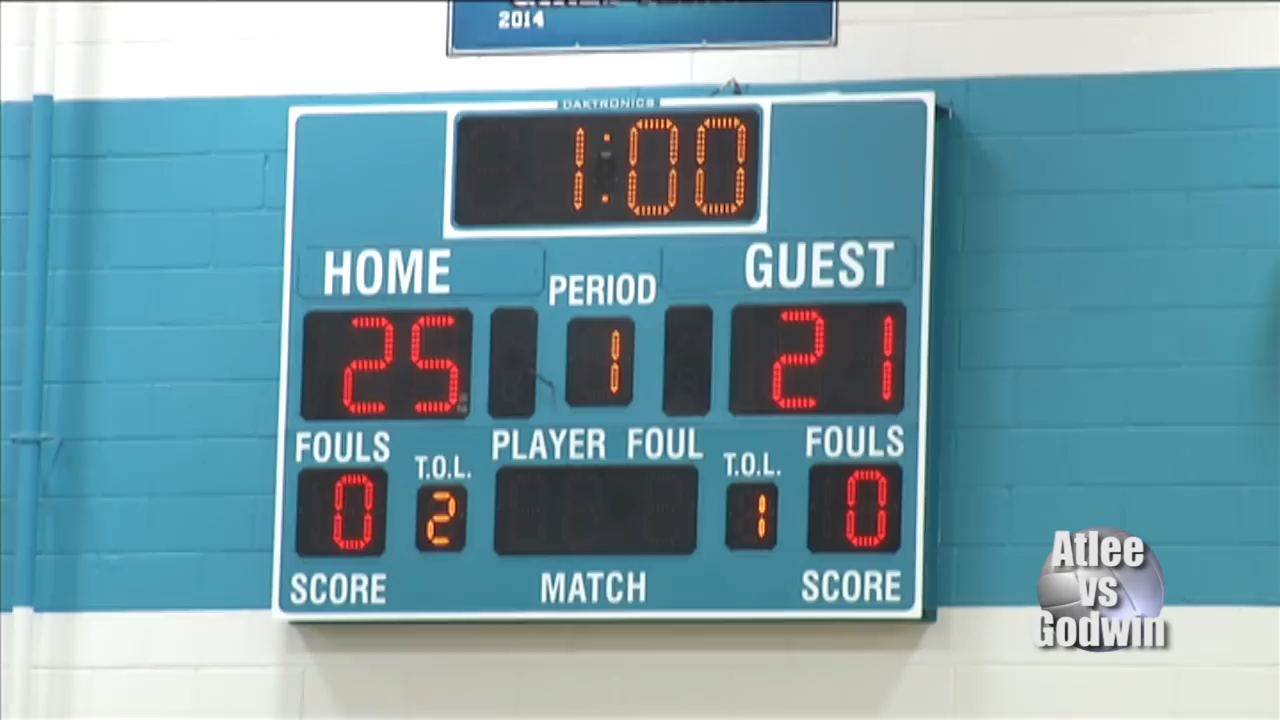 2014
DAKTRONICS
1:00
HOME
PERIOD
GUEST
25
1
21
FOULS
PLAYER FOUL
FOULS
T.O.L.
T.O.L.
0
2
1
0
SCORE
MATCH
SCORE
Atlee
vs
Godwin